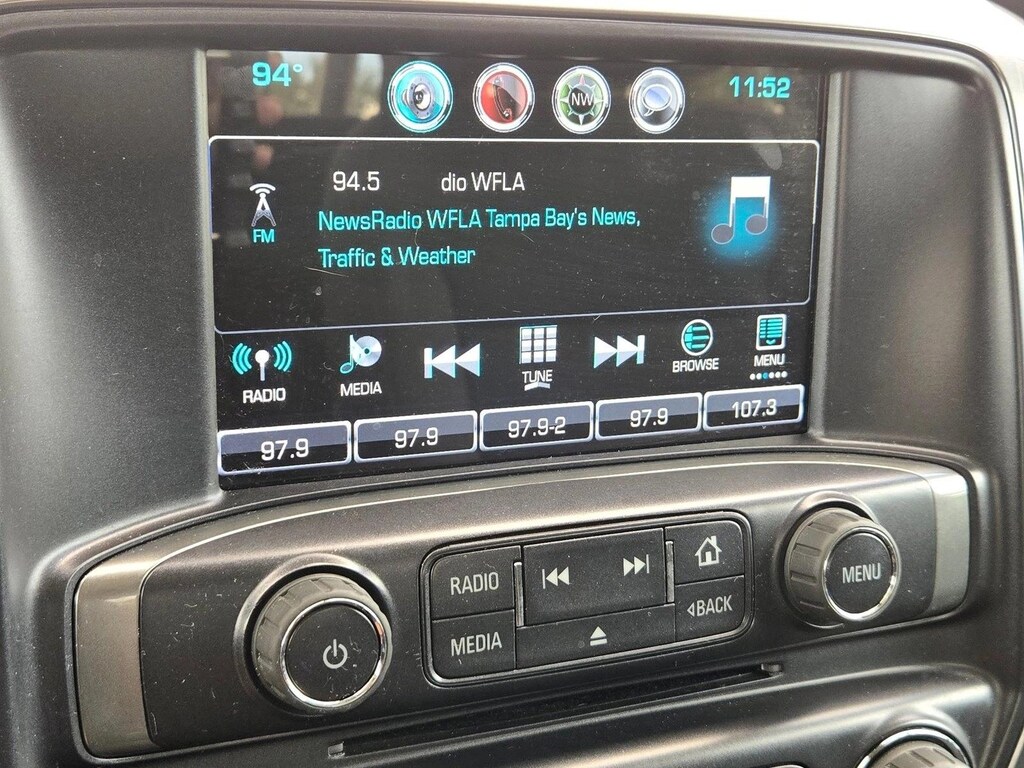 94°
NW
11:52
94.5 dio WFLA
FM
NewsRadio WFLA Tampa Bay's News,
Traffic & Weather
RADIO
MEDIA
TUNE
BROWSE
MENU
97.9
97.9
97.9-2
97.9
107.3
RADIO
MEDIA
BACK
MENU